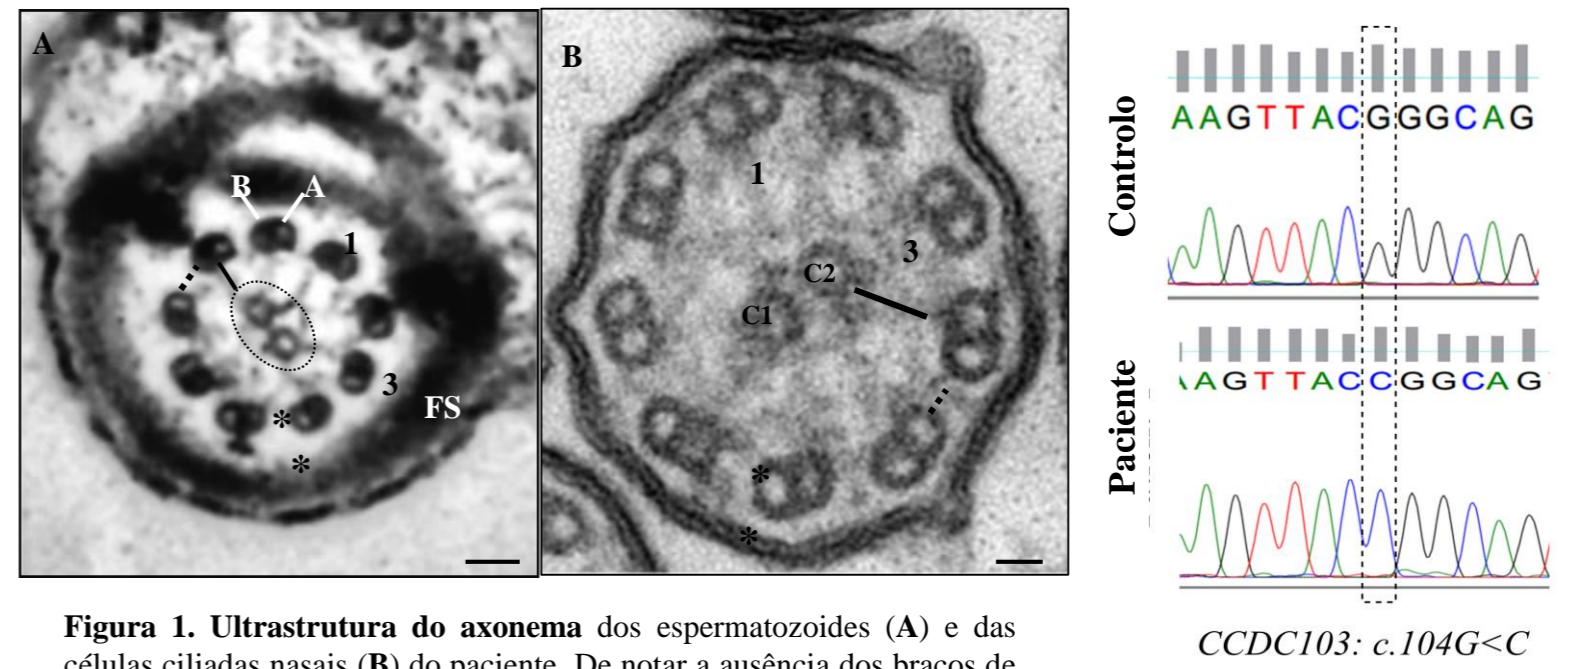 A
B
A
1
3
FS
*
*
B
1
3
C2
C1
*
*
Controlo
AAGTTACGGGCAG
Paciente
AAGTTACCGGCAG
CCDC103: c.104G<C
Figura 1. Ultrastrutura do axonema dos espermatozoides (A) e das
células ciliadas nasais (B) do paciente. De notar a ausência dos braços de